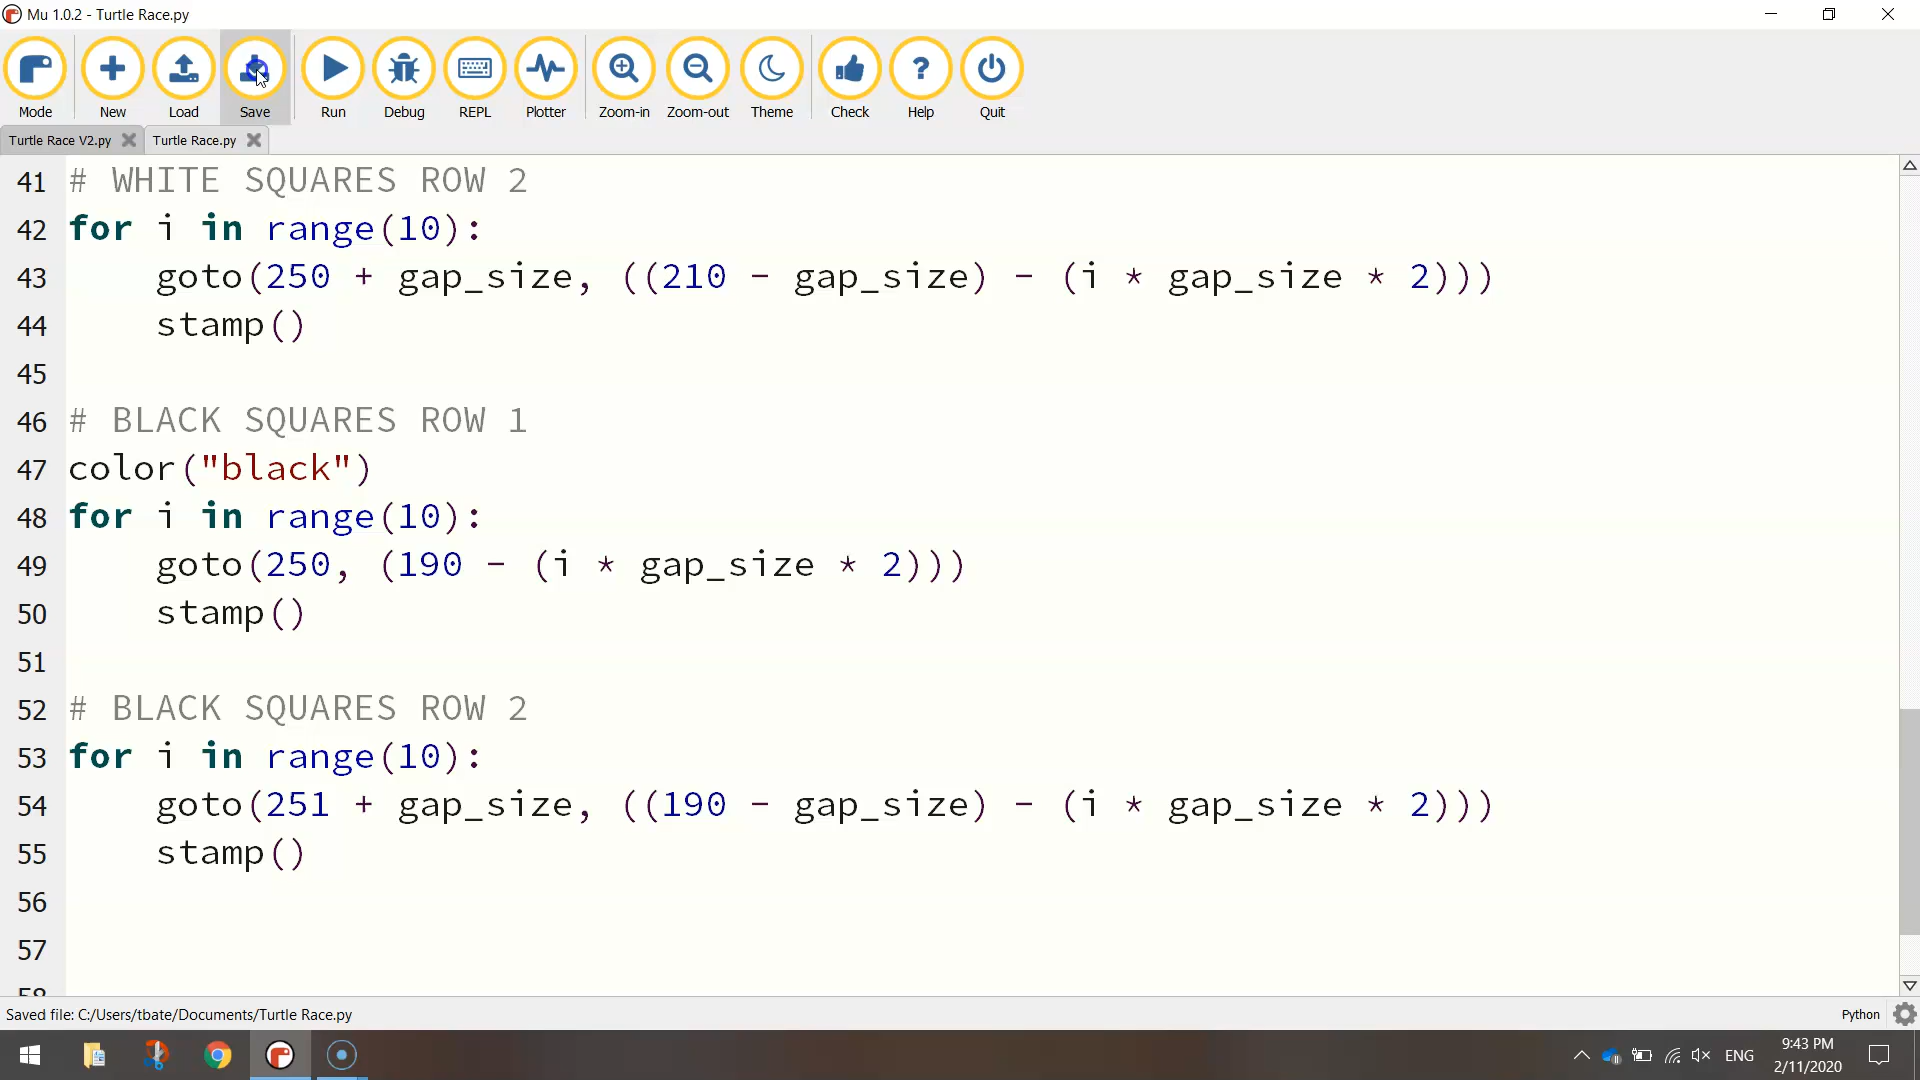 Mu 1.0.2 - Turtle Race.py
Mode New Load Save Run Debug REPL Plotter Zoom-in Zoom-out Theme Check Help Quit
Turtle Race V2.py Turtle Race.py
41 # WHITE SQUARES ROW 2
42 for i in range(10):
43 goto(250 + gap_size, ((210 - gap_size) - (i * gap_size * 2)))
44 stamp()
45
46 # BLACK SQUARES ROW 1
47 color("black")
48 for i in range(10):
49 goto(250, (190 - (i * gap_size * 2)))
50 stamp()
51
52 # BLACK SQUARES ROW 2
53 for i in range(10):
54 goto(251 + gap_size, ((190 - gap_size) - (i * gap_size * 2)))
55 stamp()
56
57
58
Saved file: C:/Users/tbate/Documents/Turtle Race.py Python
ENG 9:43 PM
2/11/2020